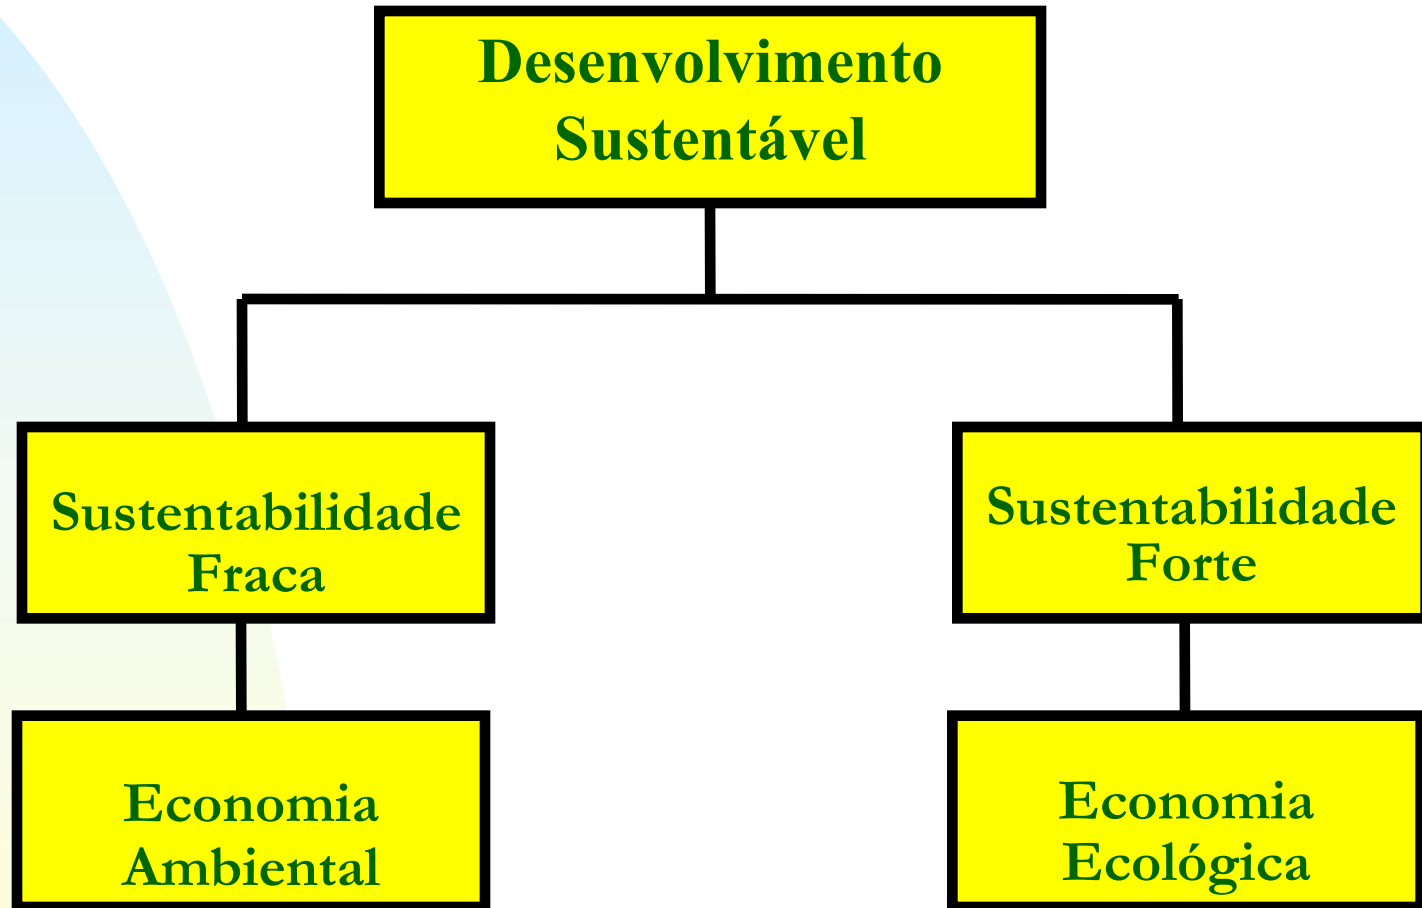 Desenvolvimento
Sustentável
Sustentabilidade
Fraca
Sustentabilidade
Forte
Economia
Ambiental
Economia
Ecológica